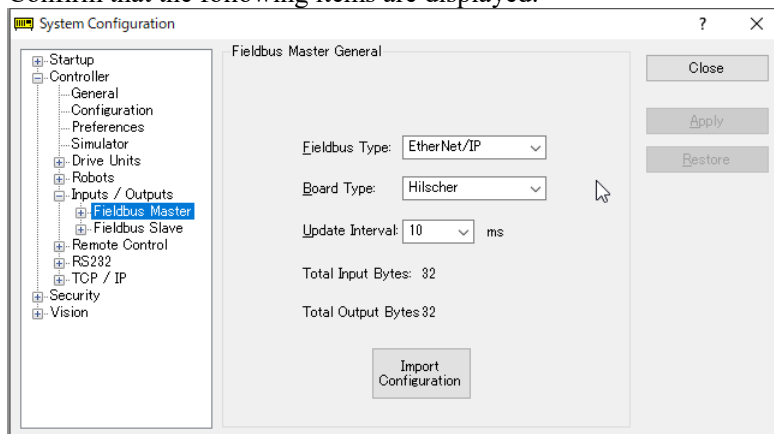 Confirm that the following items are displayed.
System Configuration
?
Startup
Controller
General
Configuration
Preferences
Simulator
Drive Units
Robots
Inputs / Outputs
Fieldbus Master
Fieldbus Slave
Remote Control
RS232
TCP / IP
Security
Vision
Fieldbus Master General
Fieldbus Type: EtherNet/IP
Board Type: Hilscher
Update Interval: 10 ms
Total Input Bytes: 32
Total Output Bytes 32
Import
Configuration
Close
Apply
Restore